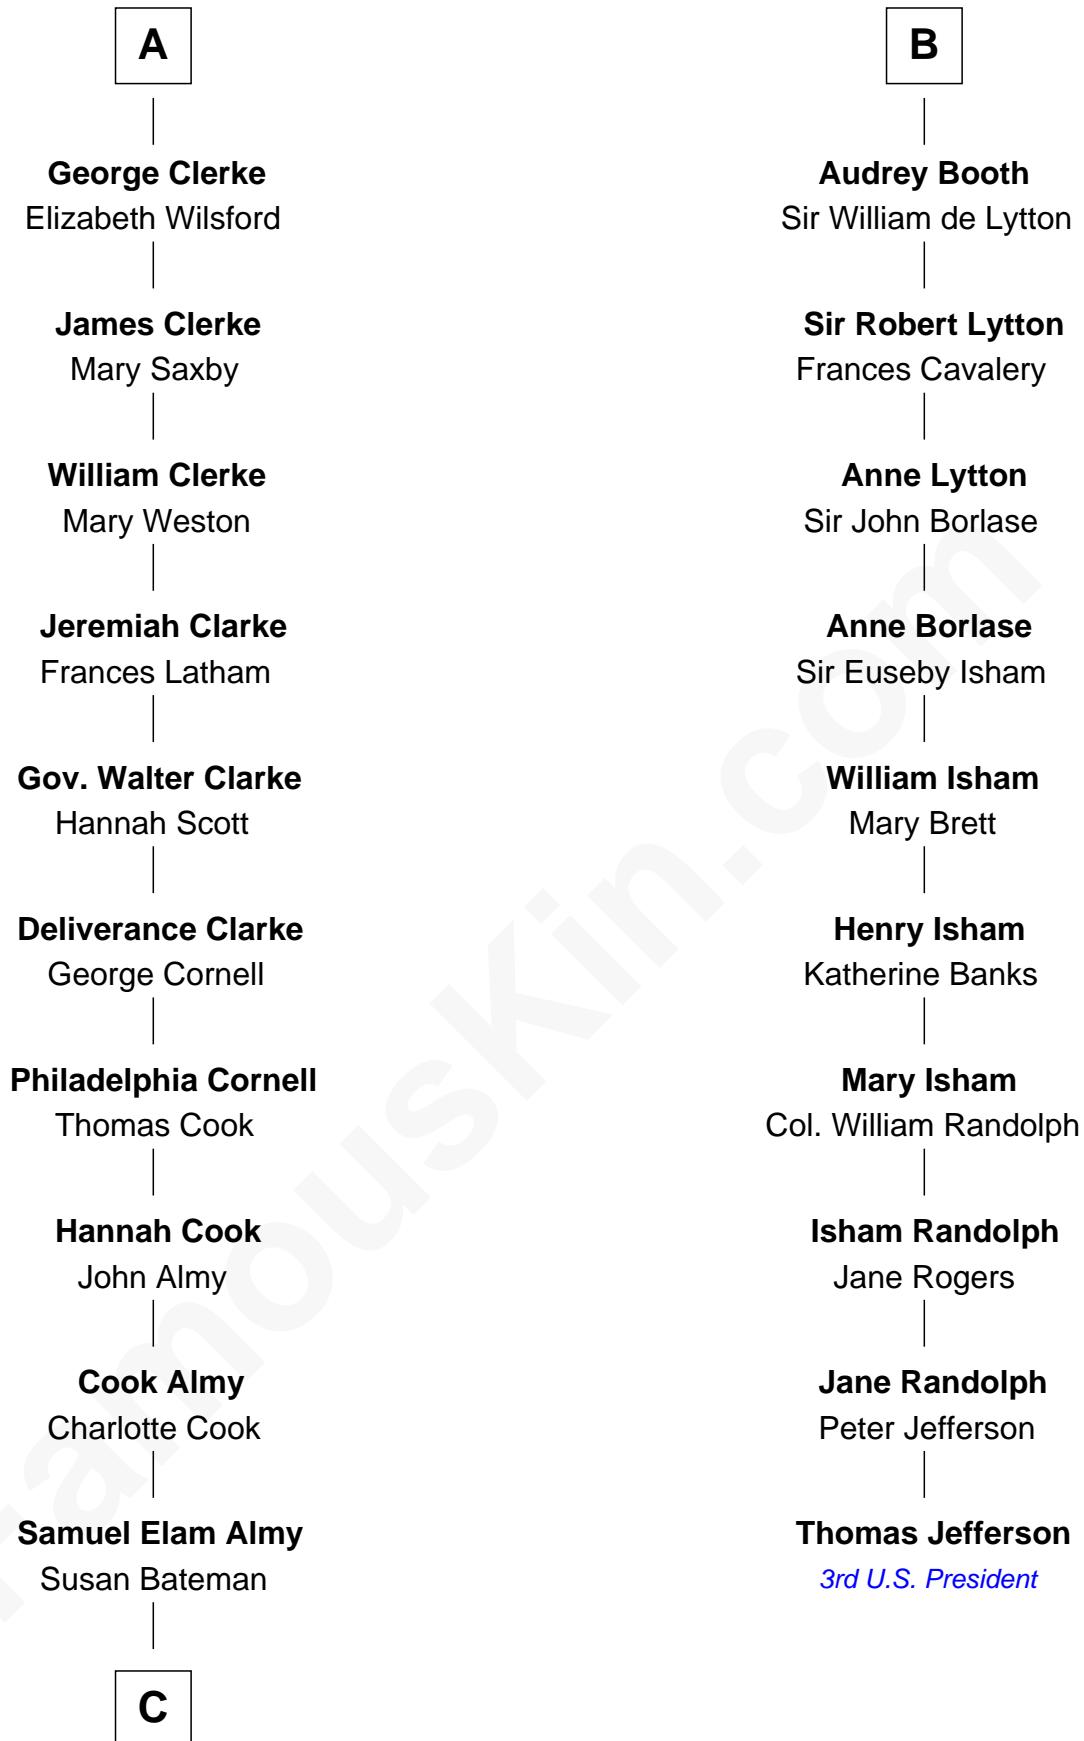 A
George Clerke
Elizabeth Wilsford
James Clerke
Mary Saxby
William Clerke
Mary Weston
Jeremiah Clarke
Frances Latham
Gov. Walter Clarke
Hannah Scott
Deliverance Clarke
George Cornell
Philadelphia Cornell
Thomas Cook
Hannah Cook
John Almy
Cook Almy
Charlotte Cook
Samuel Elam Almy
Susan Bateman
C
B
Audrey Booth
Sir William de Lytton
Sir Robert Lytton
Frances Cavalery
Anne Lytton
Sir John Borlase
Anne Borlase
Sir Euseby Isham
William Isham
Mary Brett
Henry Isham
Katherine Banks
Mary Isham
Col. William Randolph
Isham Randolph
Jane Rogers
Jane Randolph
Peter Jefferson
Thomas Jefferson
3rd U.S. President
FamousKin.com